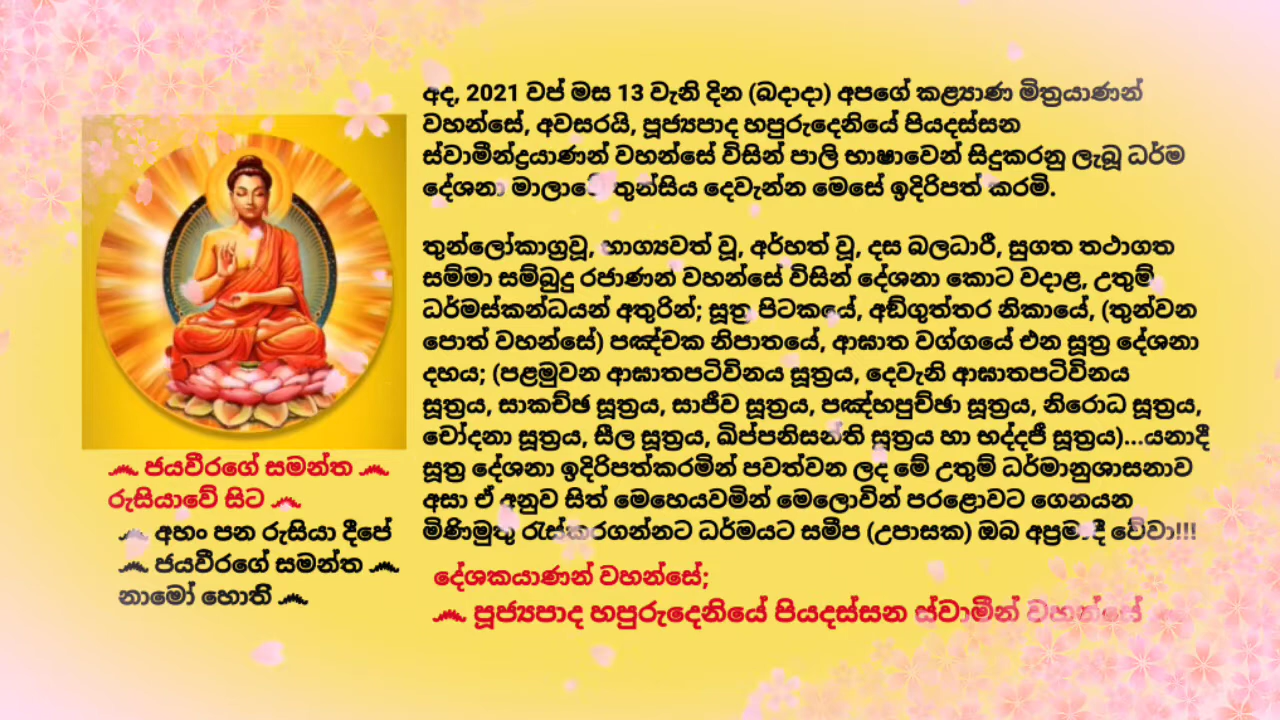 අද, 2021 වප් මස 13 වැනි දින (බදාදා) අපගේ කළ්‍යාණ මිත්‍රයාණන්
වහන්සේ, අවසරයි, පූජ්‍යපාද හපුරුදෙනියේ පියදස්සන
ස්වාමීන්ද්‍රයාණන් වහන්සේ විසින් පාලි භාෂාවෙන් සිදුකරනු ලැබූ ධර්ම
දේශනා මාලාවේ තුන්සිය දෙවැන්න මෙසේ ඉදිරිපත් කරමි.
තුන්ලෝකාග්‍රවූ, භාග්‍යවත් වූ, අර්හත් වූ, දස බලධාරී, සුගත තථාගත
සම්මා සම්බුදු රජාණන් වහන්සේ විසින් දේශනා කොට වදාළ, උතුම්
ධර්මස්කන්ධයන් අතුරින්; සූත්‍ර පිටකයේ, අඞ්ගුත්තර නිකායේ, (තුන්වන
පොත් වහන්සේ) පඤ්චක නිපාතයේ, ආඝාත වග්ගයේ එන සූත්‍ර දේශනා
දහය; (පළමුවන ආඝාතපටිවිනය සූත්‍රය, දෙවැනි ආඝාතපටිවිනය
සූත්‍රය, සාකච්ඡ සූත්‍රය, සාජීව සූත්‍රය, පඤ්හපුච්ඡා සූත්‍රය, නිරොධ සූත්‍රය,
චෝදනා සූත්‍රය, සීල සූත්‍රය, ඛිප්පනිසන්ති සූත්‍රය හා භද්දජී සූත්‍රය)...යනාදී
සූත්‍ර දේශනා ඉදිරිපත්කරමින් පවත්වන ලද මේ උතුම් ධර්මානුශාසනාව
අසා ඒ අනුව සිත් මෙහෙයවමින් මෙලොවින් පරළොවට ගෙනයන
මිණිමුතු රැස්කරගන්නට ධර්මයට සමීප (උපාසක) ඔබ අප්‍රමාදී වේවා!!!
෴ ජයවීරගේ සමන්ත ෴
රුසියාවේ සිට ෴
෴ අහං පන රුසියා දීපේ
෴ ජයවීරගේ සමන්ත ෴
නාමෝ හොති ෴
දේශකයාණන් වහන්සේ;
෴ පූජ්‍යපාද හපුරුදෙනියේ පියදස්සන ස්වාමීන් වහන්සේ